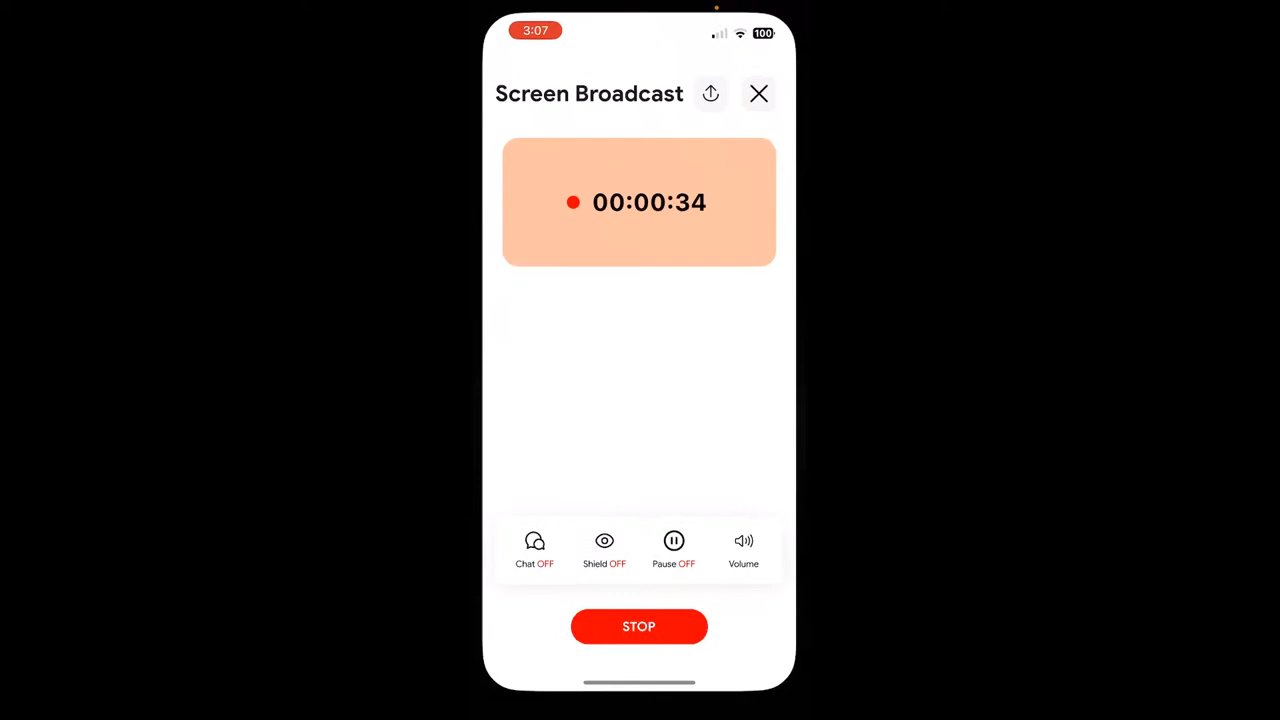 3:07
100
Screen Broadcast
00:00:34
Chat OFF
Shield OFF
Pause OFF
Volume
STOP